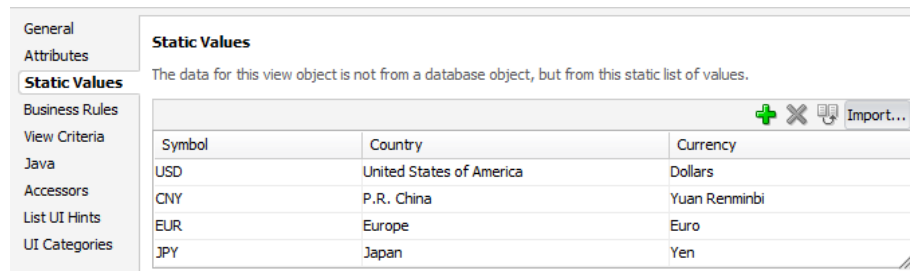 General
Attributes
Static Values
Business Rules
View Criteria
Java
Accessors
List UI Hints
UI Categories
Static Values
The data for this view object is not from a database object, but from this static list of values.
Import...
Symbol Country Currency
USD United States of America Dollars
CNY P.R. China Yuan Renminbi
EUR Europe Euro
JPY Japan Yen